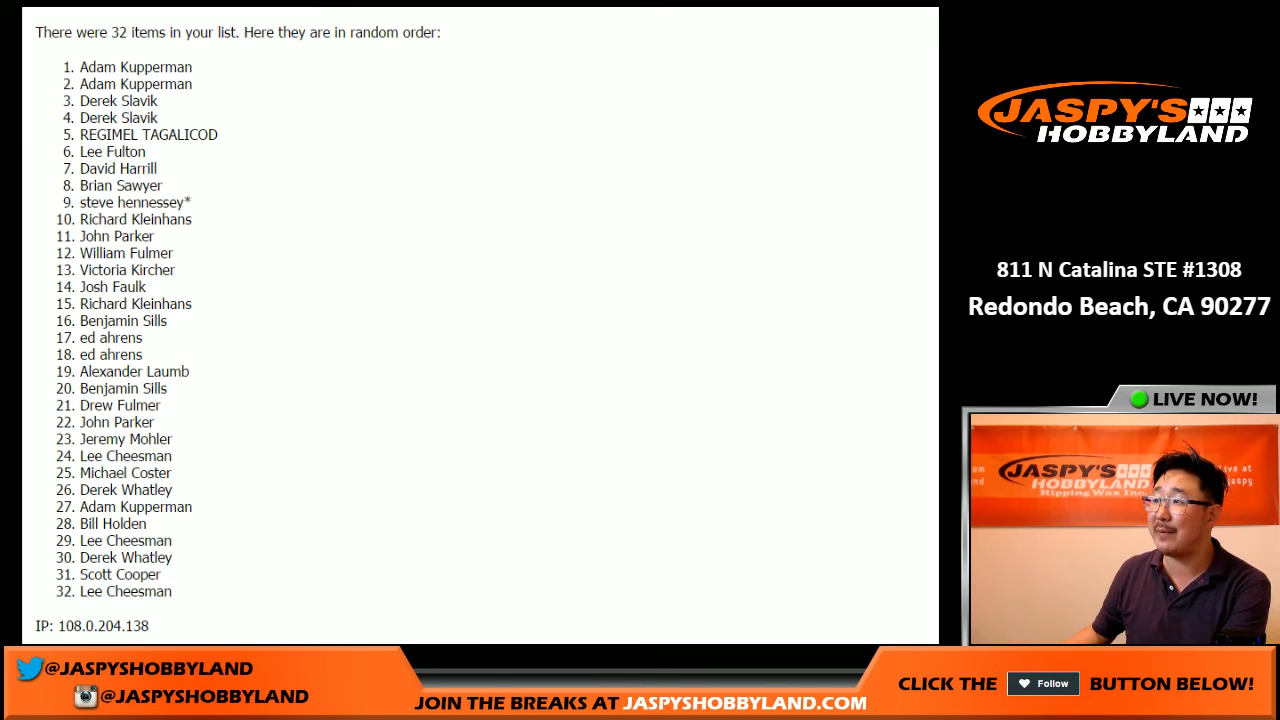 There were 32 items in your list. Here they are in random order:
1. Adam Kupperman
2. Adam Kupperman
3. Derek Slavik
4. Derek Slavik
5. REGIMEL TAGALICOD
6. Lee Fulton
7. David Harrill
8. Brian Sawyer
9. steve hennessey*
10. Richard Kleinhans
11. John Parker
12. William Fulmer
13. Victoria Kircher
14. Josh Faulk
15. Richard Kleinhans
16. Benjamin Sills
17. ed ahrens
18. ed ahrens
19. Alexander Laumb
20. Benjamin Sills
21. Drew Fulmer
22. John Parker
23. Jeremy Mohler
24. Lee Cheesman
25. Michael Coster
26. Derek Whatley
27. Adam Kupperman
28. Bill Holden
29. Lee Cheesman
30. Derek Whatley
31. Scott Cooper
32. Lee Cheesman
IP: 108.0.204.138
JASPY'S
HOBBYLAND
811 N Catalina STE #1308
Redondo Beach, CA 90277
LIVE NOW!
JASPY'S
HOBBYLAND
Ripping Wax Inc.
Live at
jaspy
@JASPYSHOBBYLAND
@JASPYSHOBBYLAND
JOIN THE BREAKS AT JASPYSHOBBYLAND.COM
CLICK THE Follow BUTTON BELOW!